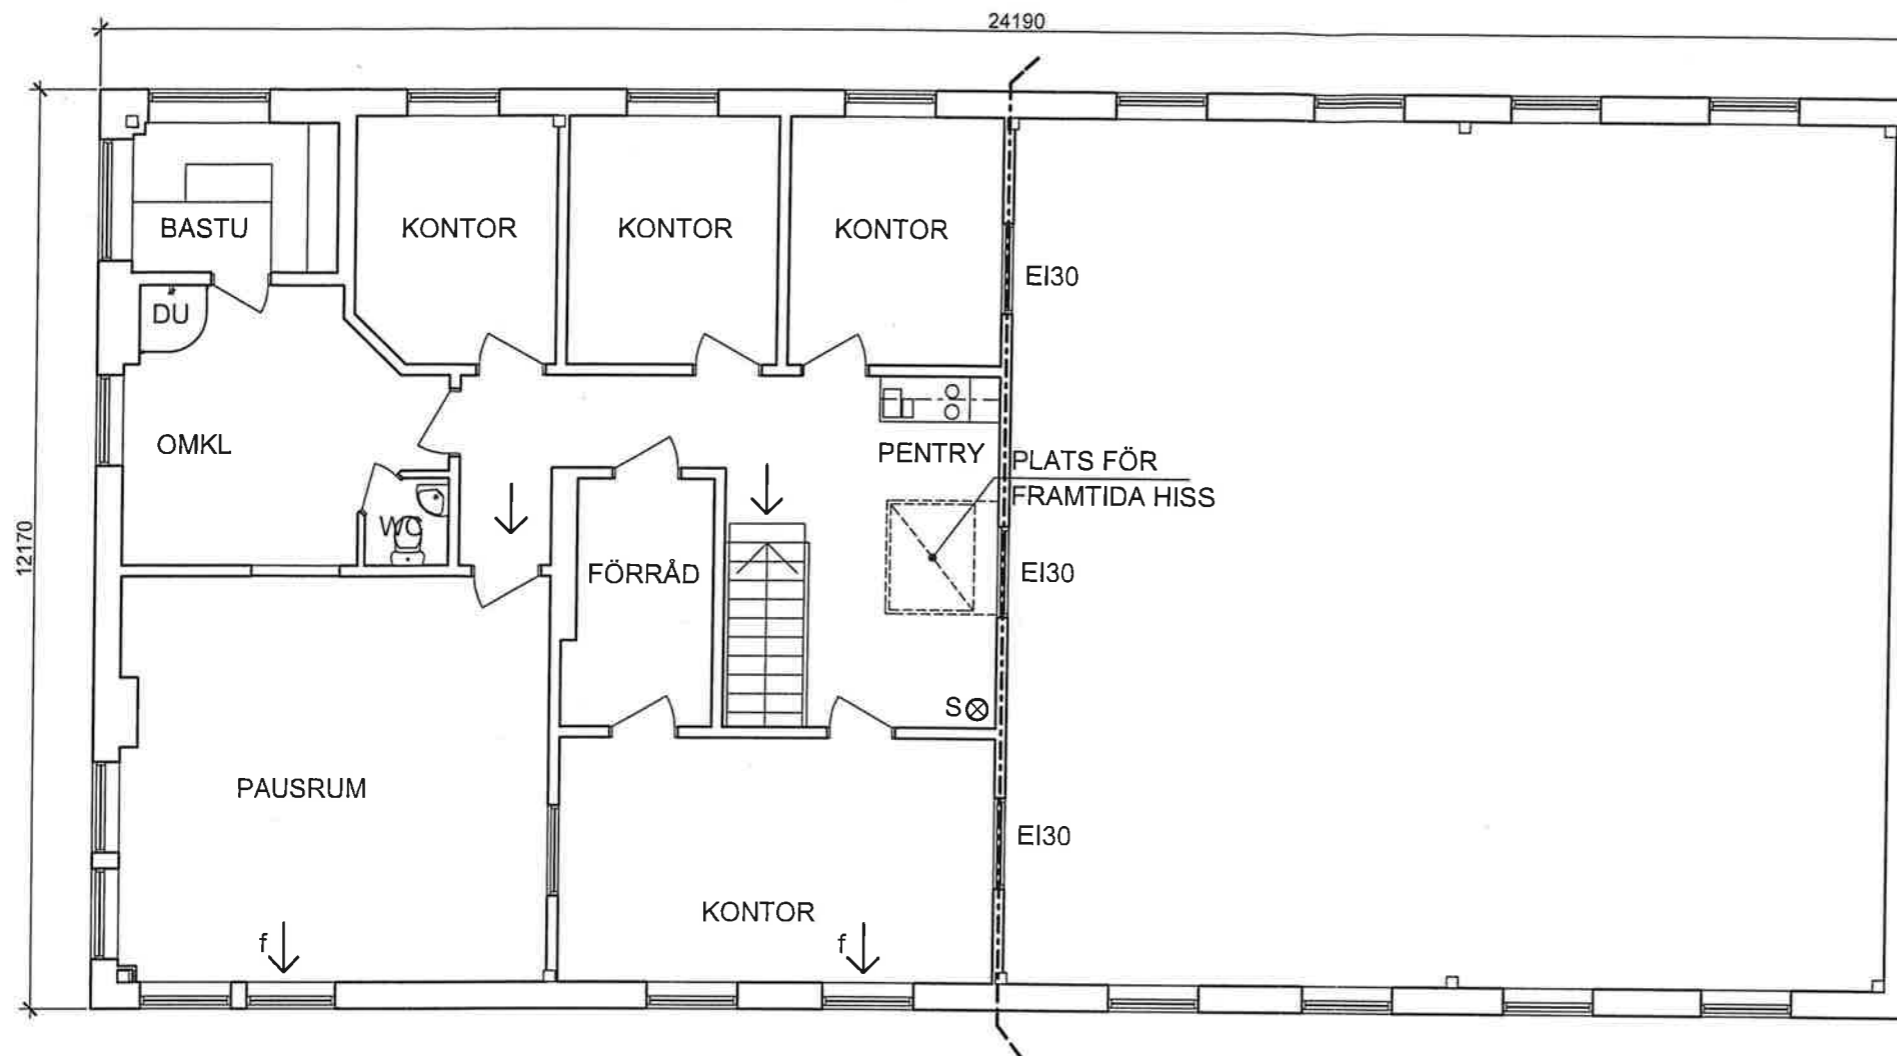 24190
BASTU
KONTOR
KONTOR
KONTOR
EI30
DU
OMKL
PENTRY
PLATS FÖR
FRAMTIDA HISS
WC
12170
FÖRRÅD
EI30
S
PAUSRUM
EI30
KONTOR
f
f